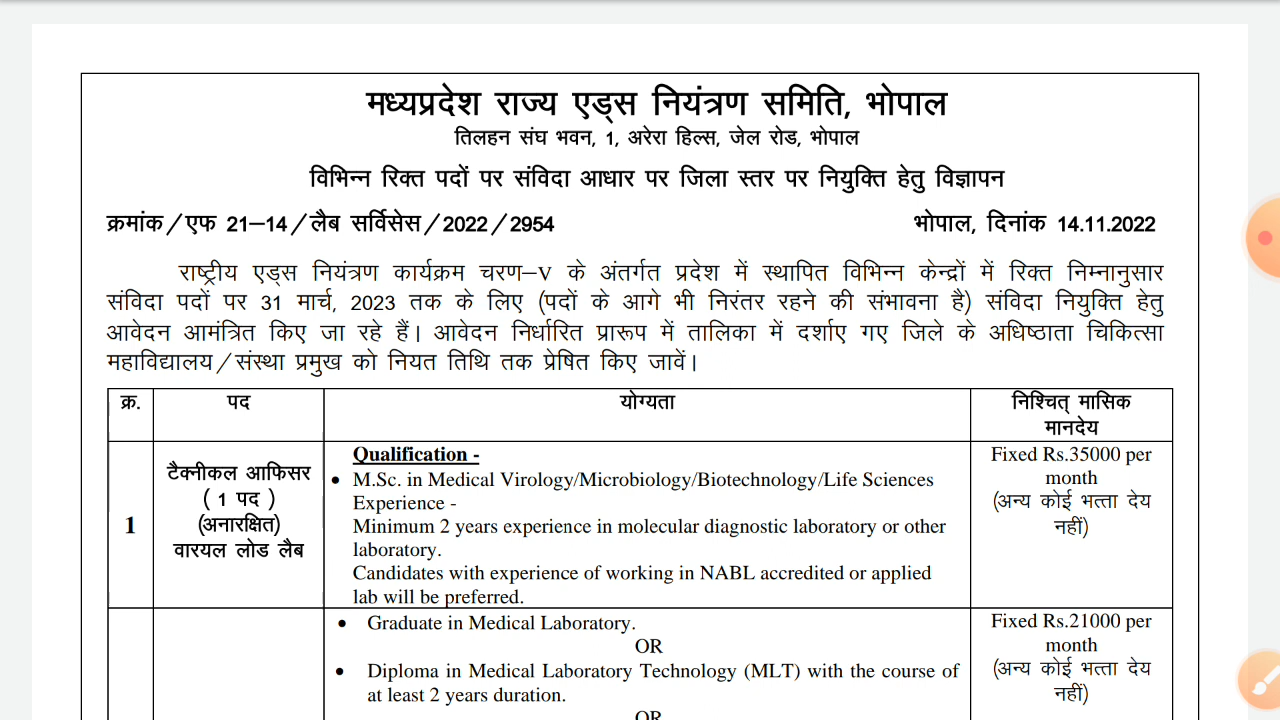 मध्यप्रदेश राज्य एड्स नियंत्रण समिति, भोपाल
तिलहन संघ भवन, 1, अरेरा हिल्स, जेल रोड, भोपाल
विभिन्न रिक्त पदों पर संविदा आधार पर जिला स्तर पर नियुक्ति हेतु विज्ञापन
क्रमांक/एफ 21–14/लैब सर्विसेस/2022/2954 भोपाल, दिनांक 14.11.2022
राष्ट्रीय एड्स नियंत्रण कार्यक्रम चरण–V के अंतर्गत प्रदेश में स्थापित विभिन्न केन्द्रों में रिक्त निम्नानुसार
संविदा पदों पर 31 मार्च, 2023 तक के लिए (पदों के आगे भी निरंतर रहने की संभावना है) संविदा नियुक्ति हेतु
आवेदन आमंत्रित किए जा रहे हैं। आवेदन निर्धारित प्रारूप में तालिका में दर्शाए गए जिले के अधिष्ठाता चिकित्सा
महाविद्यालय/संस्था प्रमुख को नियत तिथि तक प्रेषित किए जावें।
क्र. पद योग्यता निश्चित् मासिक
मानदेय
1
टैक्नीकल आफिसर
( 1 पद )
(अनारक्षित)
वारयल लोड लैब
Qualification -
• M.Sc. in Medical Virology/Microbiology/Biotechnology/Life Sciences
Experience -
Minimum 2 years experience in molecular diagnostic laboratory or other
laboratory.
Candidates with experience of working in NABL accredited or applied
lab will be preferred.
Fixed Rs.35000 per
month
(अन्य कोई भत्ता देय
नहीं)
• Graduate in Medical Laboratory.
OR
• Diploma in Medical Laboratory Technology (MLT) with the course of
at least 2 years duration.
OR
Fixed Rs.21000 per
month
(अन्य कोई भत्ता देय
नहीं)